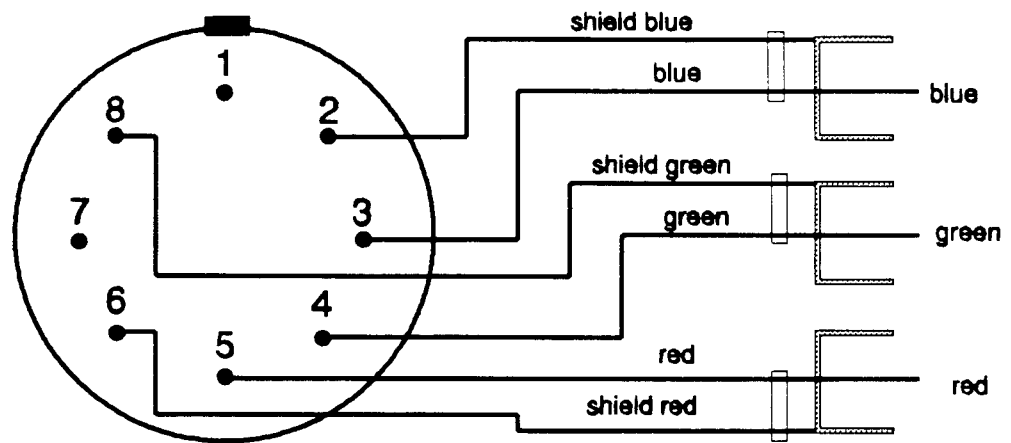 shield blue
1
blue
8
2
blue
shield green
7
3
green
green
6
4
5
red
red
shield red